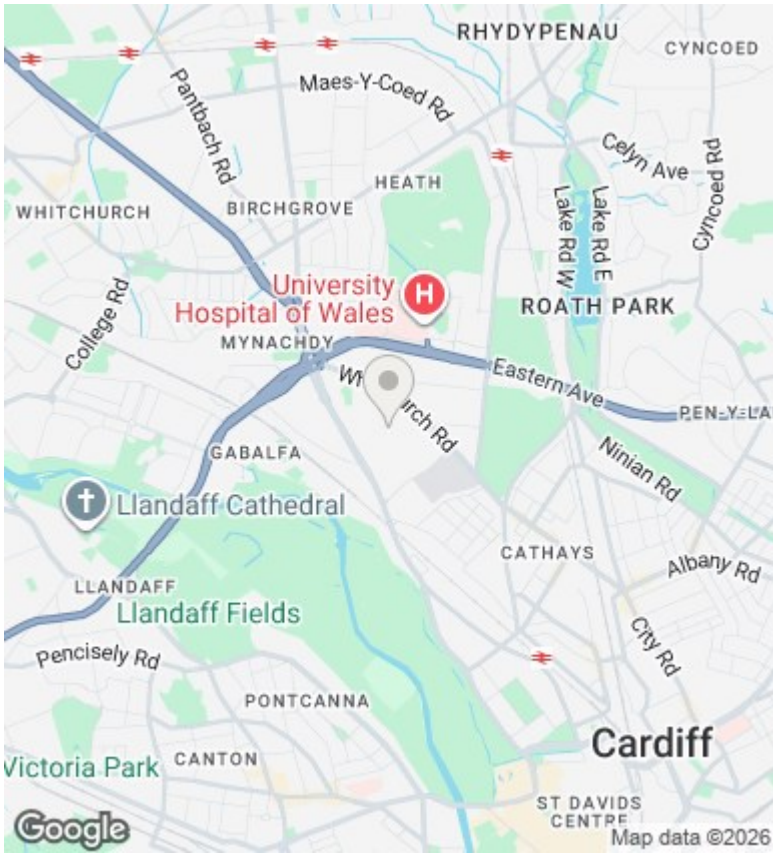 RHYDYPENAU
CYNCOED
Maes-Y-Coed Rd
Pantbach Rd
Celyn Ave
Cyncoed Rd
HEATH
Lake Rd W
Lake Rd E
WHITCHURCH
BIRCHGROVE
University
Hospital of Wales
H
ROATH PARK
College Rd
MYNACHDY
Eastern Ave
PEN-Y-LA
Ninian Rd
GABALFA
Llandaff Cathedral
CATHAYS
Albany Rd
LLANDAFF
Llandaff Fields
City Rd
Pencisely Rd
PONTCANNA
Cardiff
CANTON
Victoria Park
ST DAVIDS
CENTRE
Google
Map data ©2026